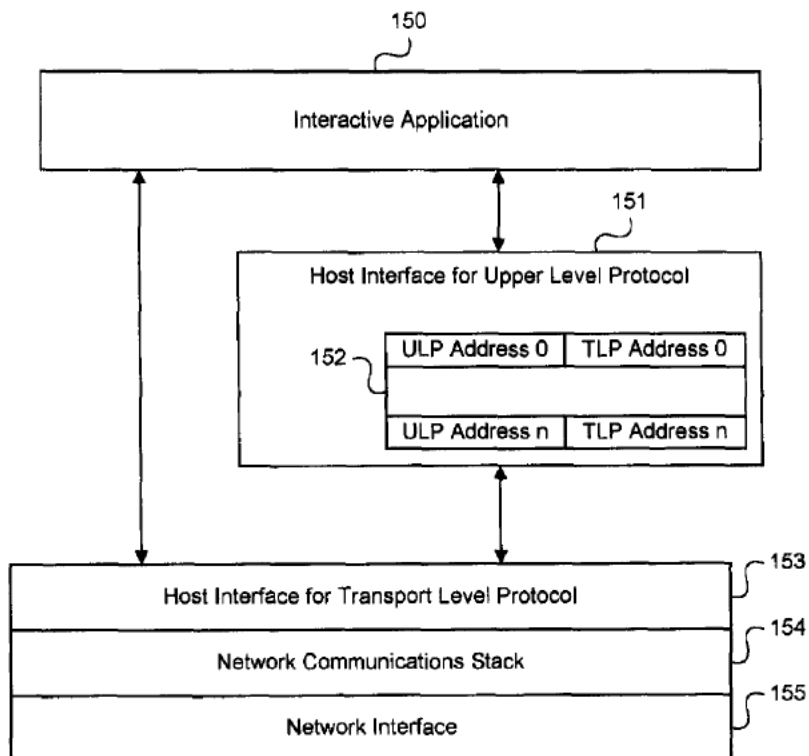 150
Interactive Application
151
Host Interface for Upper Level Protocol
152
ULP Address 0 TLP Address 0
ULP Address n TLP Address n
153
Host Interface for Transport Level Protocol
154
Network Communications Stack
155
Network Interface